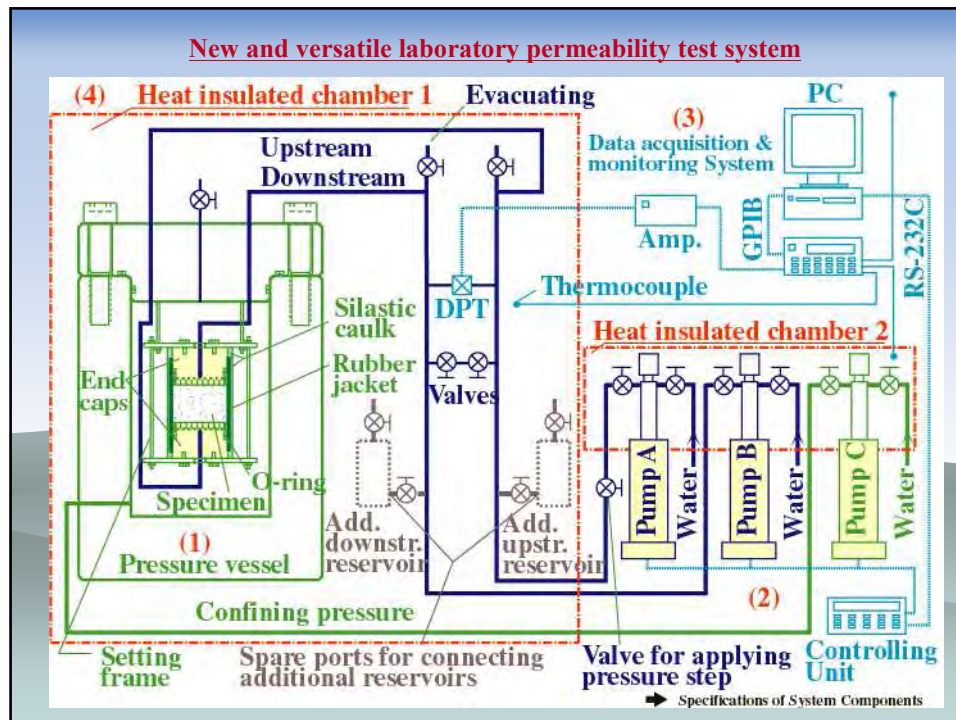 New and versatile laboratory permeability test system
(4) Heat insulated chamber 1
Evacuating
PC
(3)
Data acquisition &
monitoring System
Upstream
Downstream
Amp.
GPIB
RS-232C
DPT
Thermocouple
Silastic
caulk
Rubber
jacket
End
caps
Valves
Heat insulated chamber 2
O-ring
Specimen
Pump A
Water
Pump B
Water
Pump C
Water
(1)
Pressure vessel
Add.
downstr.
reservoir
Add.
upstr.
reservoir
(2)
Confining pressure
Setting
frame
Spare ports for connecting
additional reservoirs
Valve for applying
pressure step
Controlling
Unit
Specifications of System Components